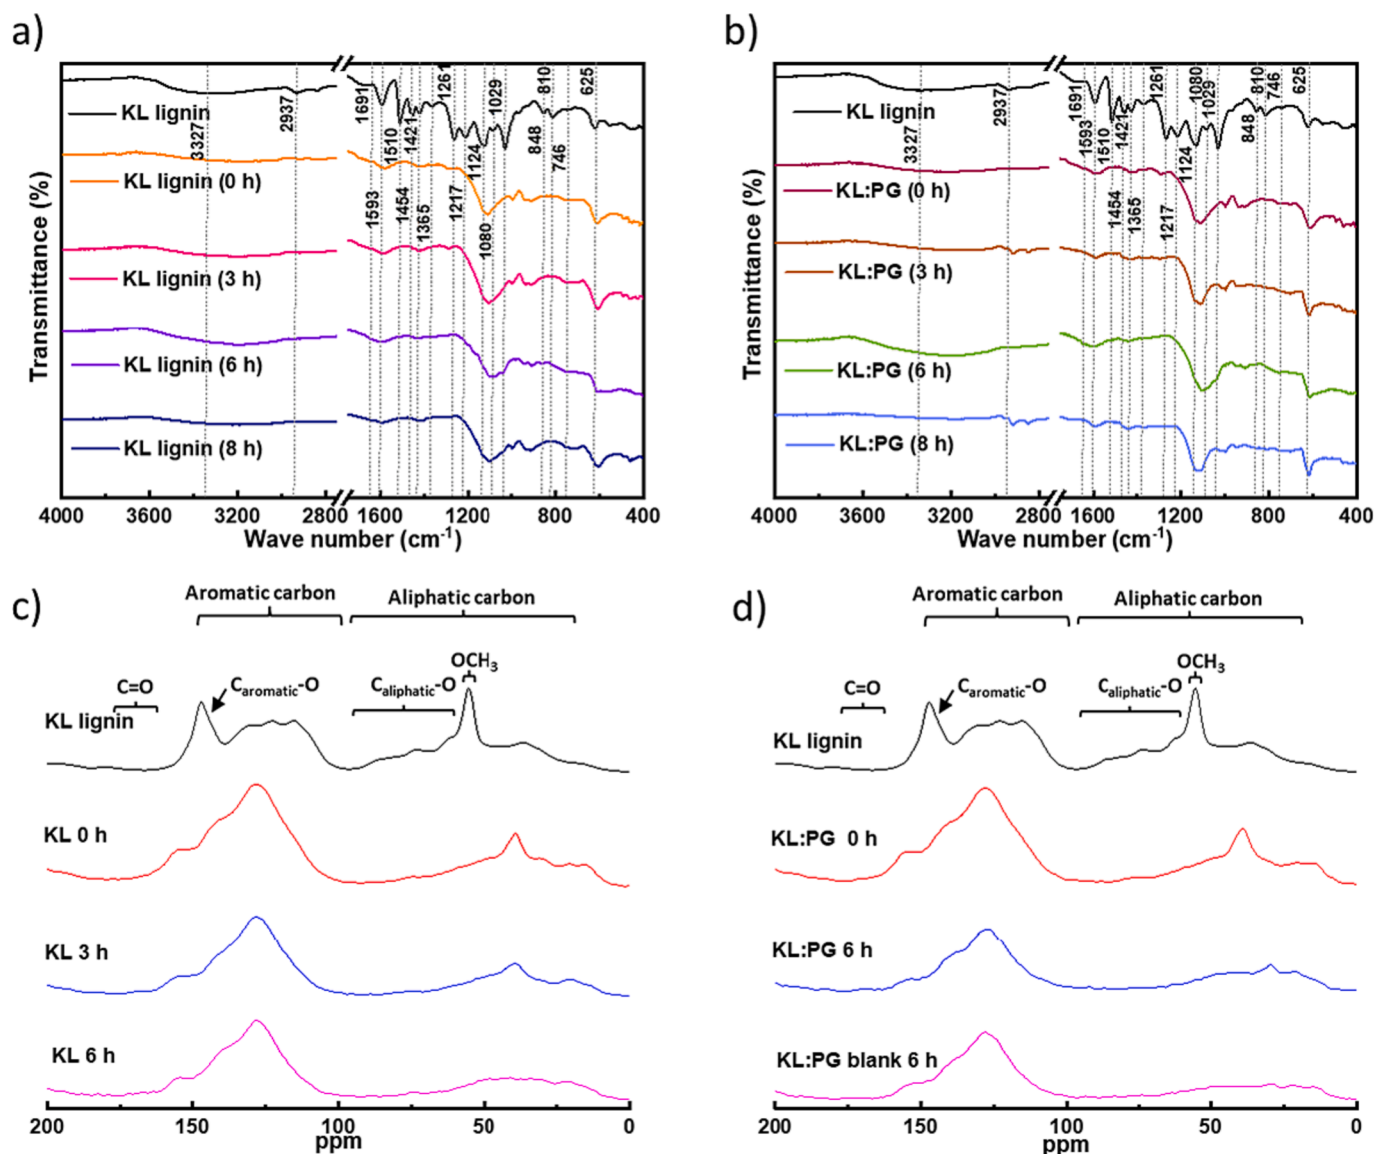 a)
1691
1510
1421
1261
1029
810
625
3327
2937
1124
848
746
KL lignin
KL lignin (0 h)
1593
1454
1365
1217
1080
KL lignin (3 h)
KL lignin (6 h)
KL lignin (8 h)
Transmittance (%)
4000 3600 3200 2800 1600 1200 800 400
Wave number (cm⁻¹)
b)
1691
1593
1510
1421
1261
1080
1029
810
746
625
3327
2937
1124
848
KL lignin
KL:PG (0 h)
1454
1365
1217
KL:PG (3 h)
KL:PG (6 h)
KL:PG (8 h)
Transmittance (%)
4000 3600 3200 2800 1600 1200 800 400
Wave number (cm⁻¹)
c)
Aromatic carbon
Aliphatic carbon
OCH₃
C=O
Cₐᵣₒₘₐₜᵢc-O
Cₐₗᵢₚₕₐₜᵢc-O
KL lignin
KL 0 h
KL 3 h
KL 6 h
200 150 100 50 0
ppm
d)
Aromatic carbon
Aliphatic carbon
OCH₃
C=O
Cₐᵣₒₘₐₜᵢc-O
Cₐₗᵢₚₕₐₜᵢc-O
KL lignin
KL:PG 0 h
KL:PG 6 h
KL:PG blank 6 h
200 150 100 50 0
ppm